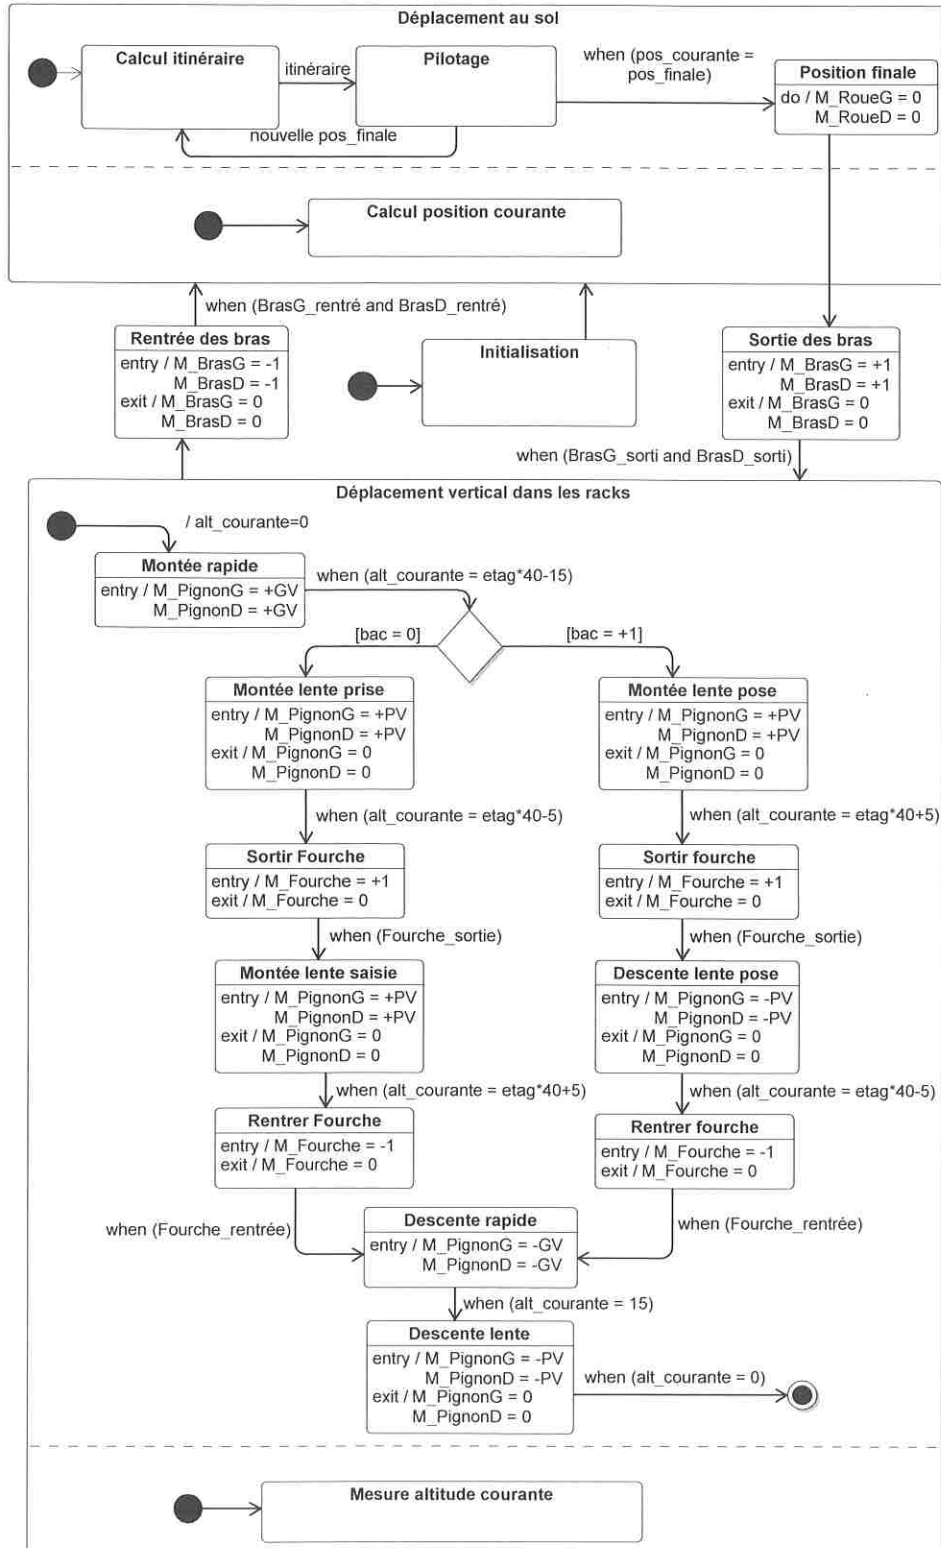 Déplacement au sol
Calcul itinéraire
itinéraire
Pilotage
when (pos_courante =
pos_finale)
Position finale
do / M_RoueG = 0
M_RoueD = 0
nouvelle pos_finale
Calcul position courante
when (BrasG_rentré and BrasD_rentré)
Rentrée des bras
entry / M_BrasG = -1
M_BrasD = -1
exit / M_BrasG = 0
M_BrasD = 0
Initialisation
Sortie des bras
entry / M_BrasG = +1
M_BrasD = +1
exit / M_BrasG = 0
M_BrasD = 0
when (BrasG_sorti and BrasD_sorti)
Déplacement vertical dans les racks
/ alt_courante=0
Montée rapide
entry / M_PignonG = +GV
M_PignonD = +GV
when (alt_courante = etag*40-15)
[bac = 0]
[bac = +1]
Montée lente prise
entry / M_PignonG = +PV
M_PignonD = +PV
exit / M_PignonG = 0
M_PignonD = 0
Montée lente pose
entry / M_PignonG = +PV
M_PignonD = +PV
exit / M_PignonG = 0
M_PignonD = 0
when (alt_courante = etag*40-5)
when (alt_courante = etag*40+5)
Sortir Fourche
entry / M_Fourche = +1
exit / M_Fourche = 0
Sortir fourche
entry / M_Fourche = +1
exit / M_Fourche = 0
when (Fourche_sortie)
when (Fourche_sortie)
Montée lente saisie
entry / M_PignonG = +PV
M_PignonD = +PV
exit / M_PignonG = 0
M_PignonD = 0
Descente lente pose
entry / M_PignonG = -PV
M_PignonD = -PV
exit / M_PignonG = 0
M_PignonD = 0
when (alt_courante = etag*40+5)
when (alt_courante = etag*40-5)
Rentrer Fourche
entry / M_Fourche = -1
exit / M_Fourche = 0
Rentrer fourche
entry / M_Fourche = -1
exit / M_Fourche = 0
when (Fourche_rentrée)
when (Fourche_rentrée)
Descente rapide
entry / M_PignonG = -GV
M_PignonD = -GV
when (alt_courante = 15)
Descente lente
entry / M_PignonG = -PV
M_PignonD = -PV
exit / M_PignonG = 0
M_PignonD = 0
when (alt_courante = 0)
Mesure altitude courante